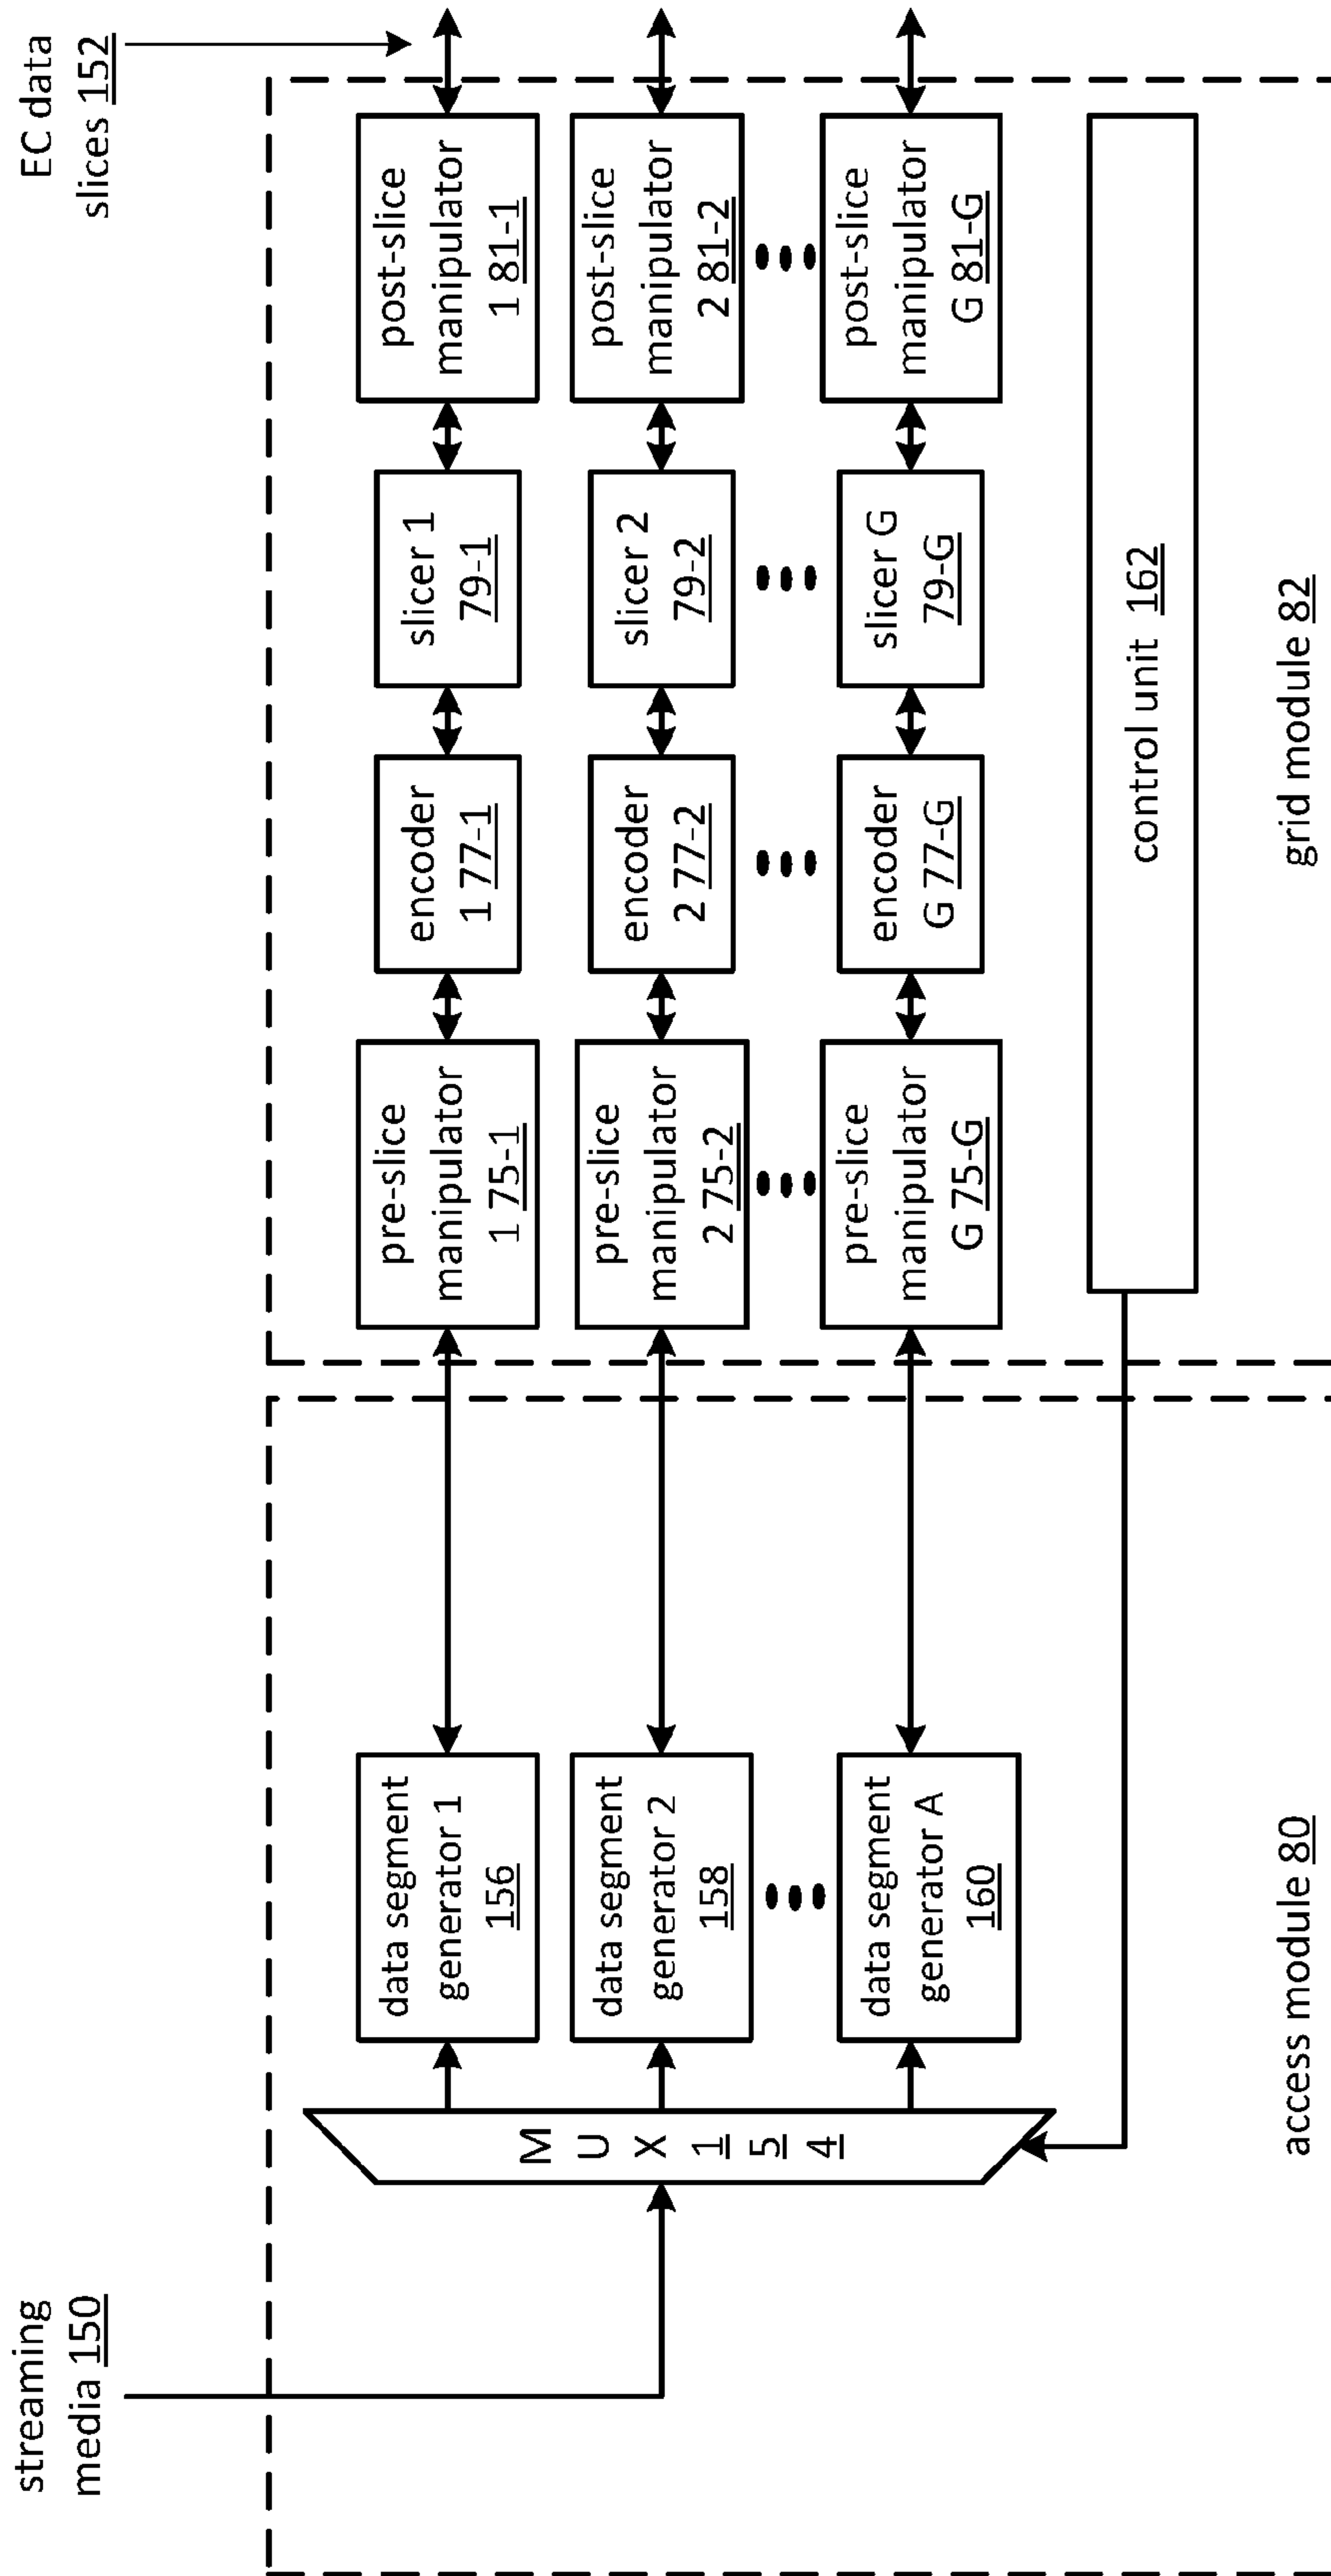 streaming
media 150
EC data
slices 152
M
U
X
1
5
4
data segment
generator 1
156
pre-slice
manipulator
1 75-1
encoder
1 77-1
slicer 1
79-1
post-slice
manipulator
1 81-1
data segment
generator 2
158
pre-slice
manipulator
2 75-2
encoder
2 77-2
slicer 2
79-2
post-slice
manipulator
2 81-2
data segment
generator A
160
pre-slice
manipulator
G 75-G
encoder
G 77-G
slicer G
79-G
post-slice
manipulator
G 81-G
control unit 162
access module 80
grid module 82